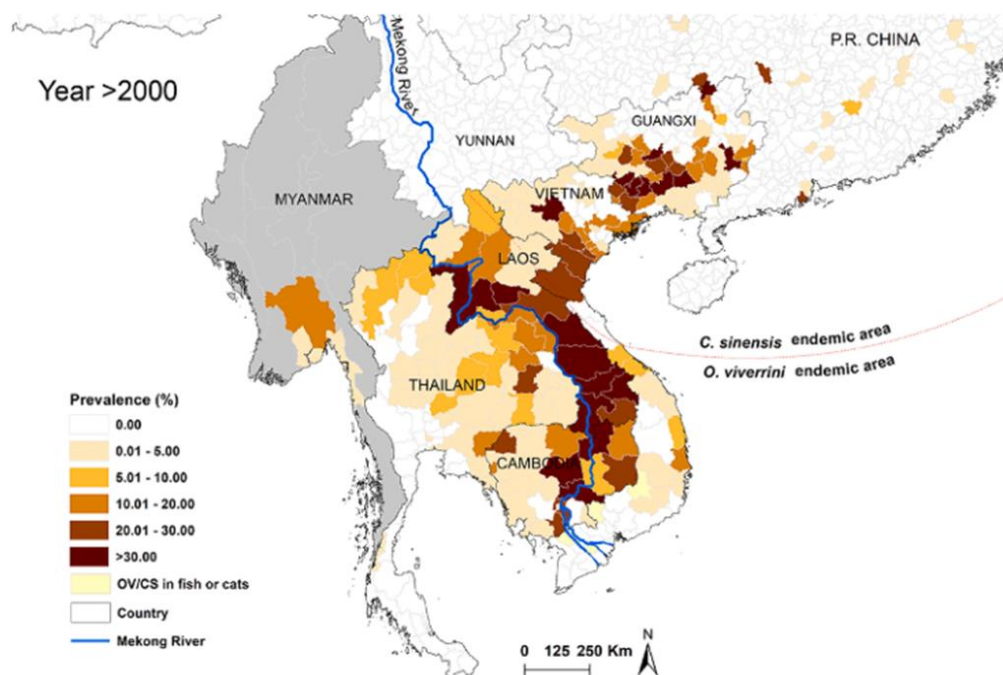 Year >2000
Mekong River
P.R. CHINA
YUNNAN
GUANGXI
MYANMAR
VIETNAM
LAOS
C. sinensis endemic area
O. viverrini endemic area
THAILAND
CAMBODIA
Prevalence (%)
0.00
0.01 - 5.00
5.01 - 10.00
10.01 - 20.00
20.01 - 30.00
>30.00
OV/CS in fish or cats
Country
Mekong River
0 125 250 Km
N